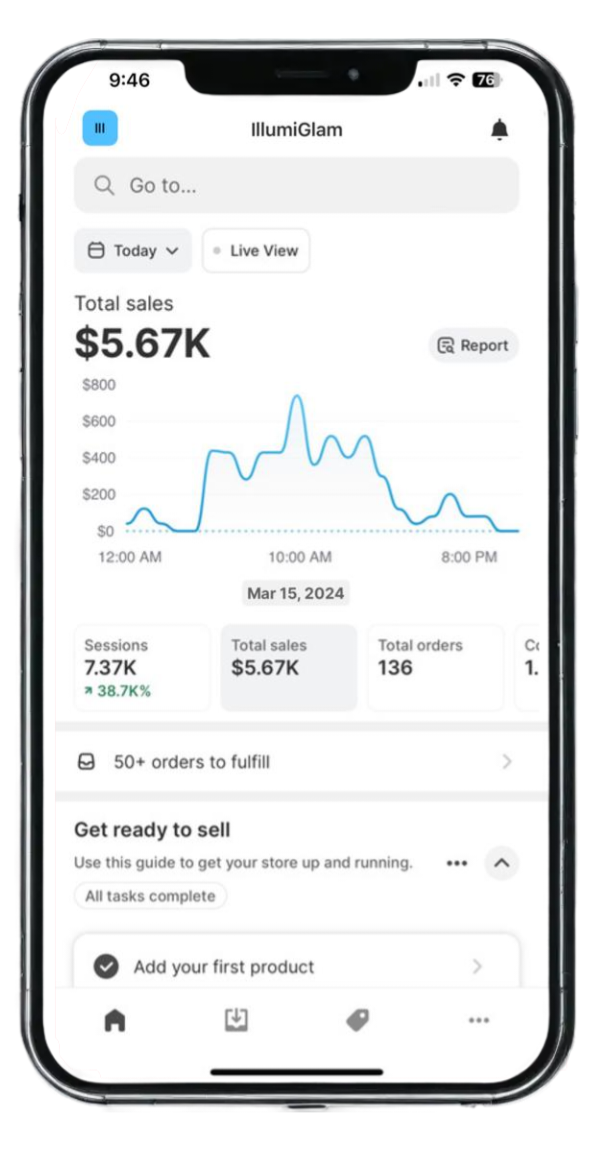 9:46
76
III
IllumiGlam
Go to...
Today
Live View
Total sales
$5.67K
Report
$800
$600
$400
$200
$0
12:00 AM 10:00 AM 8:00 PM
Mar 15, 2024
Sessions
7.37K
38.7K%
Total sales
$5.67K
Total orders
136
1.
50+ orders to fulfill
Get ready to sell
Use this guide to get your store up and running.
All tasks complete
Add your first product